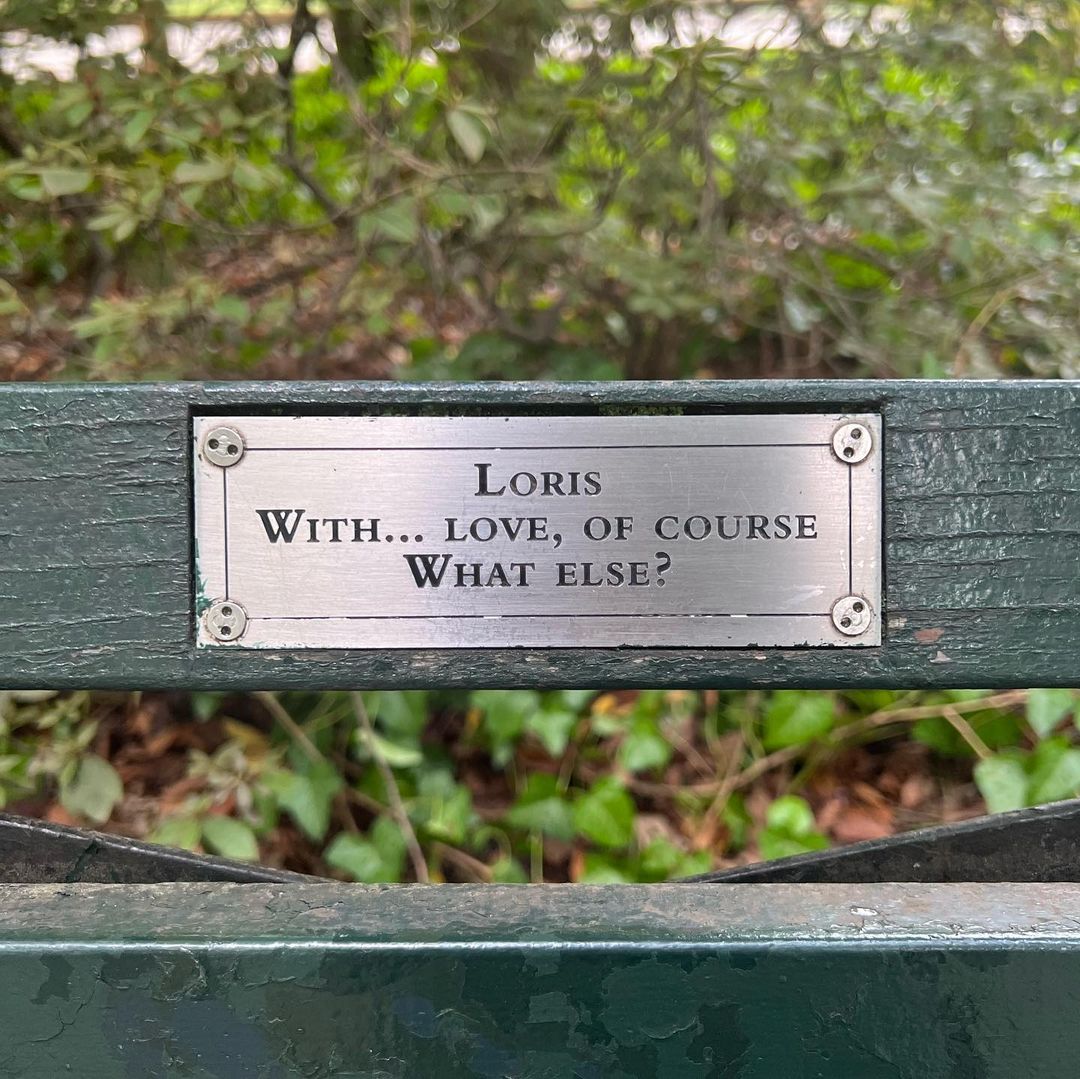 Loris
With... love, of course
What else?